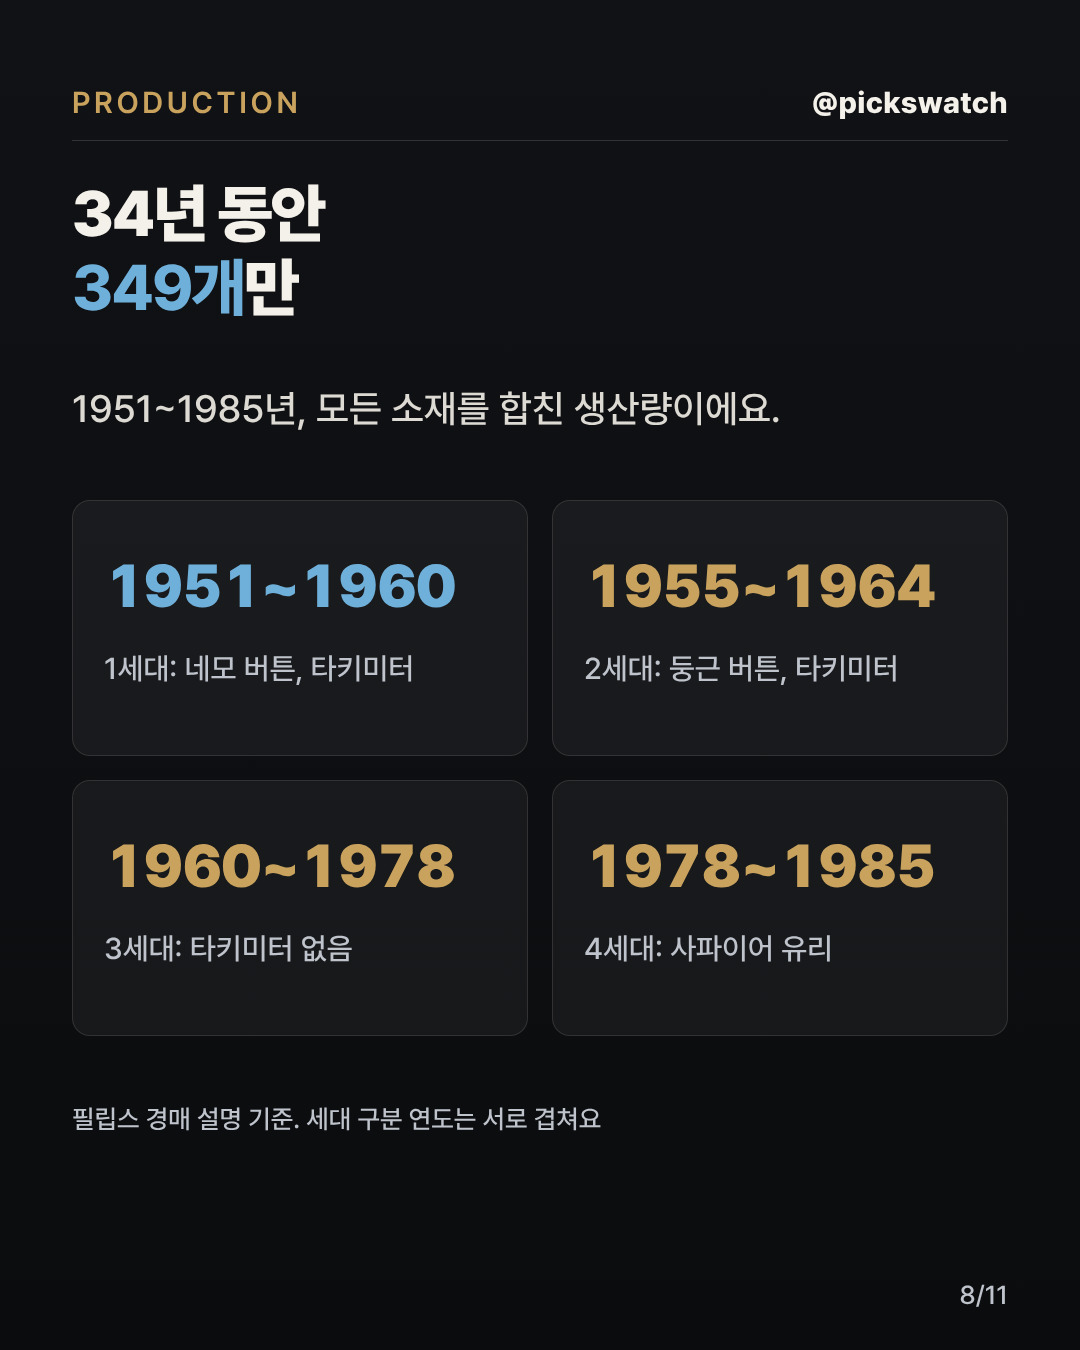 PRODUCTION
@pickswatch
34년 동안
349개만
1951~1985년, 모든 소재를 합친 생산량이에요.
1951~1960
1세대: 네모 버튼, 타키미터
1955~1964
2세대: 둥근 버튼, 타키미터
1960~1978
3세대: 타키미터 없음
1978~1985
4세대: 사파이어 유리
필립스 경매 설명 기준. 세대 구분 연도는 서로 겹쳐요
8/11